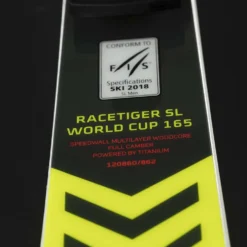 CONFORM TO
FIS
Specifications
SKI 2018
RACETIGER SL
WORLD CUP 165
SPEEDWALL MULTILAYER WOODCORE
FULL CAMBER
POWERED BY TITANIUM